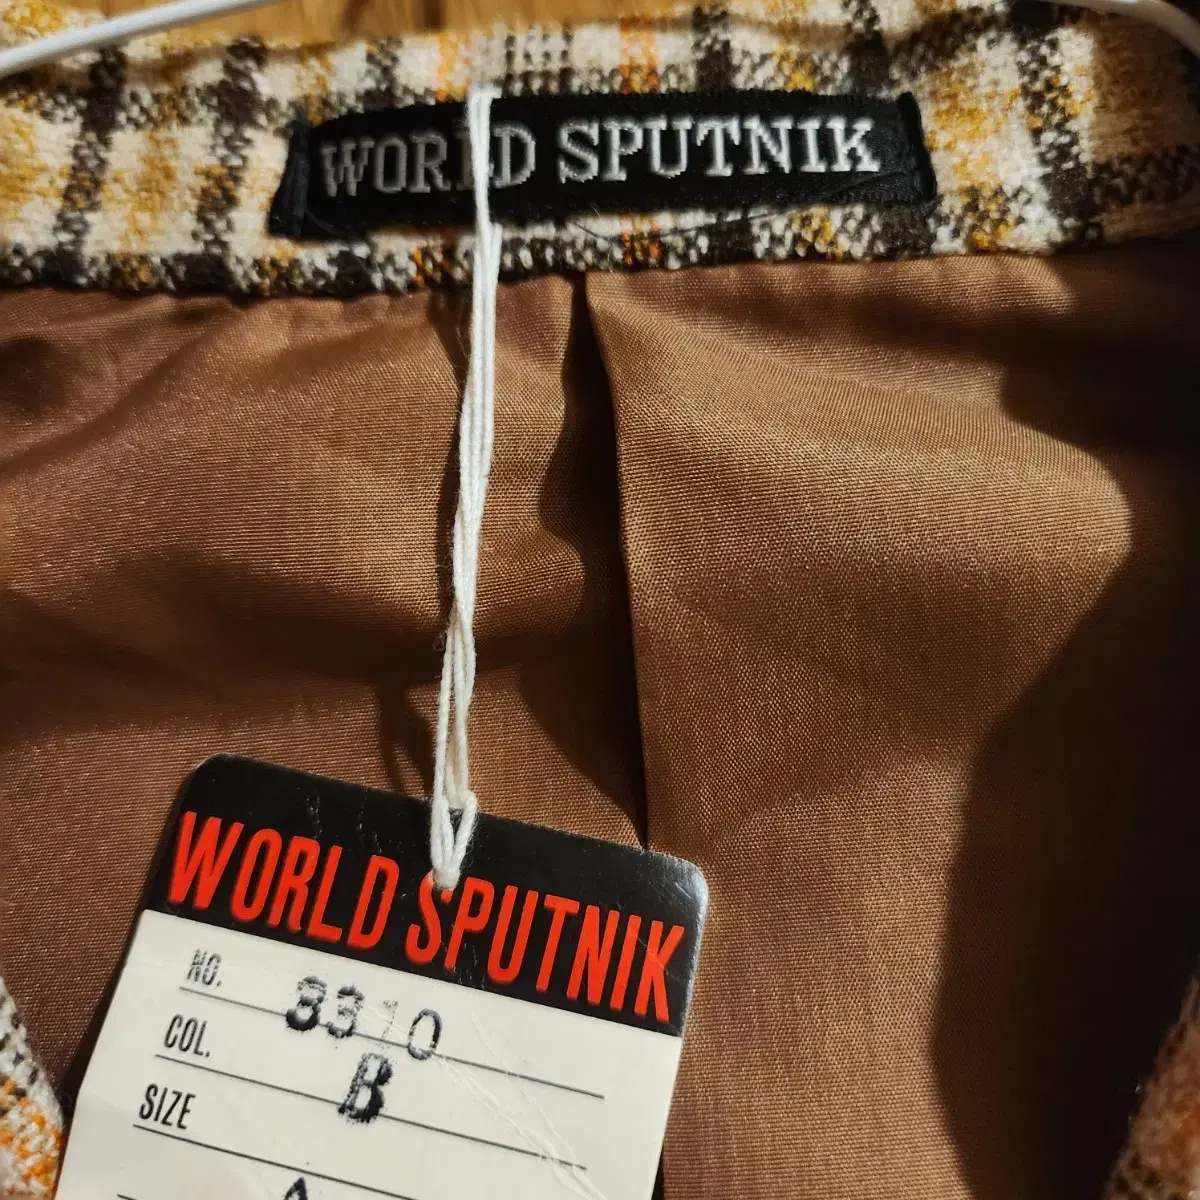 WORLD SPUTNIK
WORLD SPUTNIK
NO. 3310
COL. B
SIZE